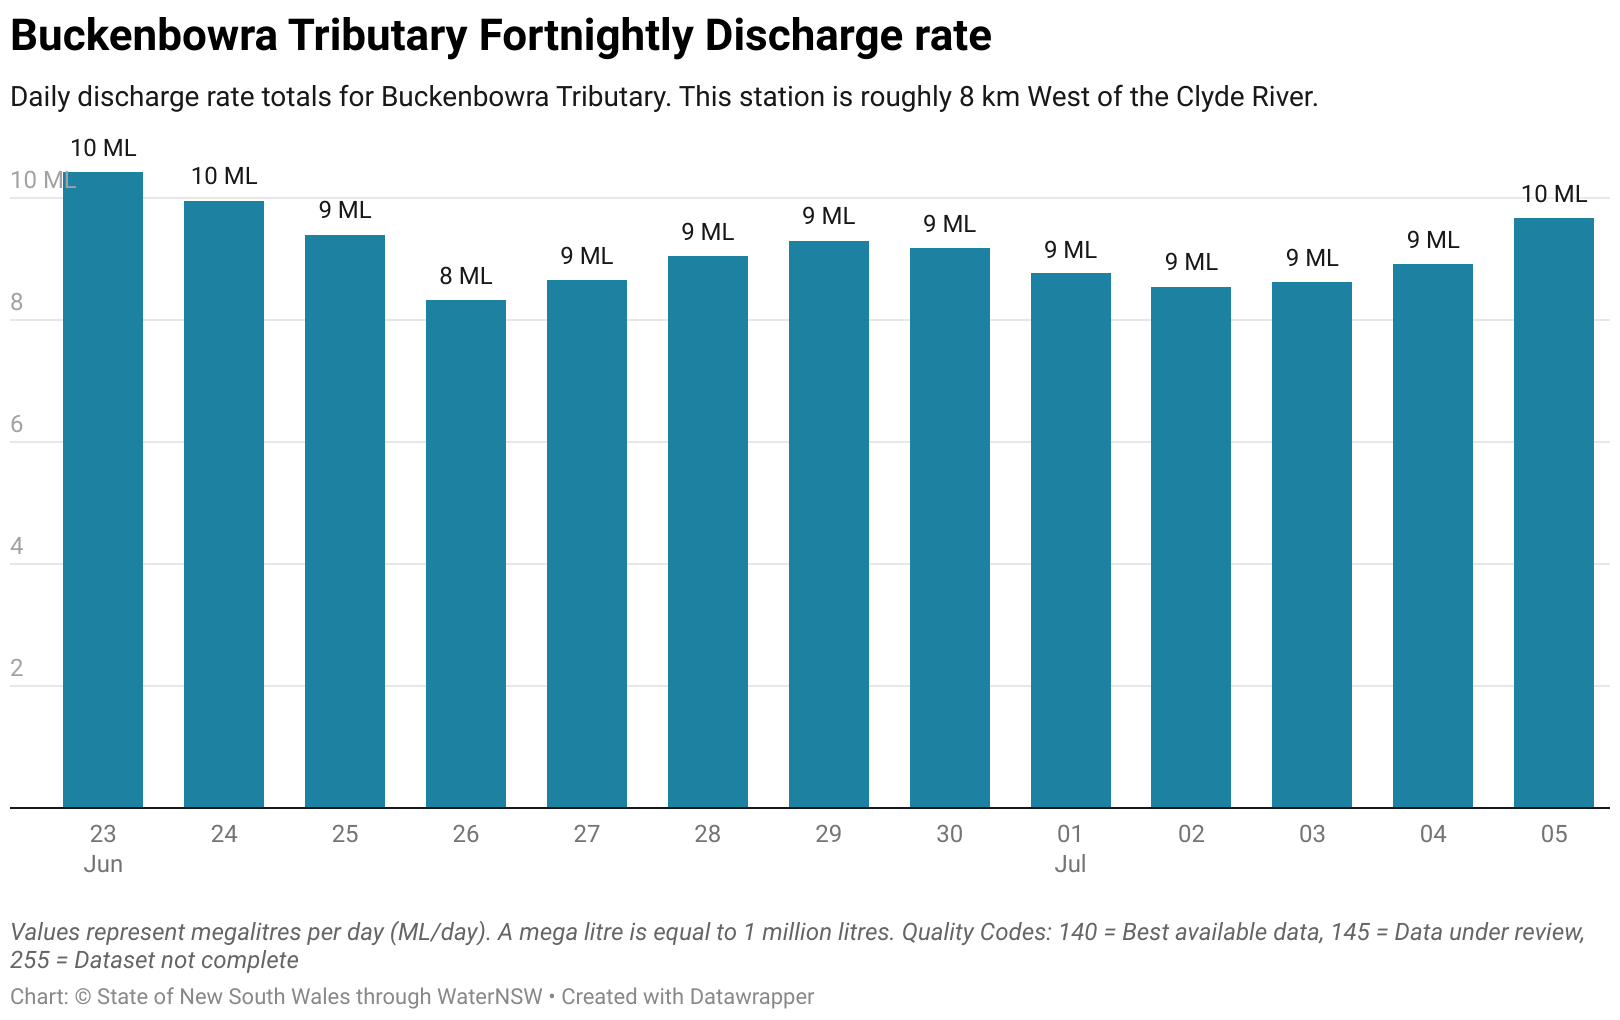 Buckenbowra Tributary Fortnightly Discharge rate
Daily discharge rate totals for Buckenbowra Tributary. This station is roughly 8 km West of the Clyde River.
10 ML
10 ML
10 ML
9 ML
8 ML
9 ML
9 ML
9 ML
9 ML
9 ML
9 ML
9 ML
9 ML
10 ML
8
6
4
2
23 24 25 26 27 28 29 30 01 02 03 04 05
Jun Jul
Values represent megalitres per day (ML/day). A mega litre is equal to 1 million litres. Quality Codes: 140 = Best available data, 145 = Data under review,
255 = Dataset not complete
Chart: © State of New South Wales through WaterNSW • Created with Datawrapper